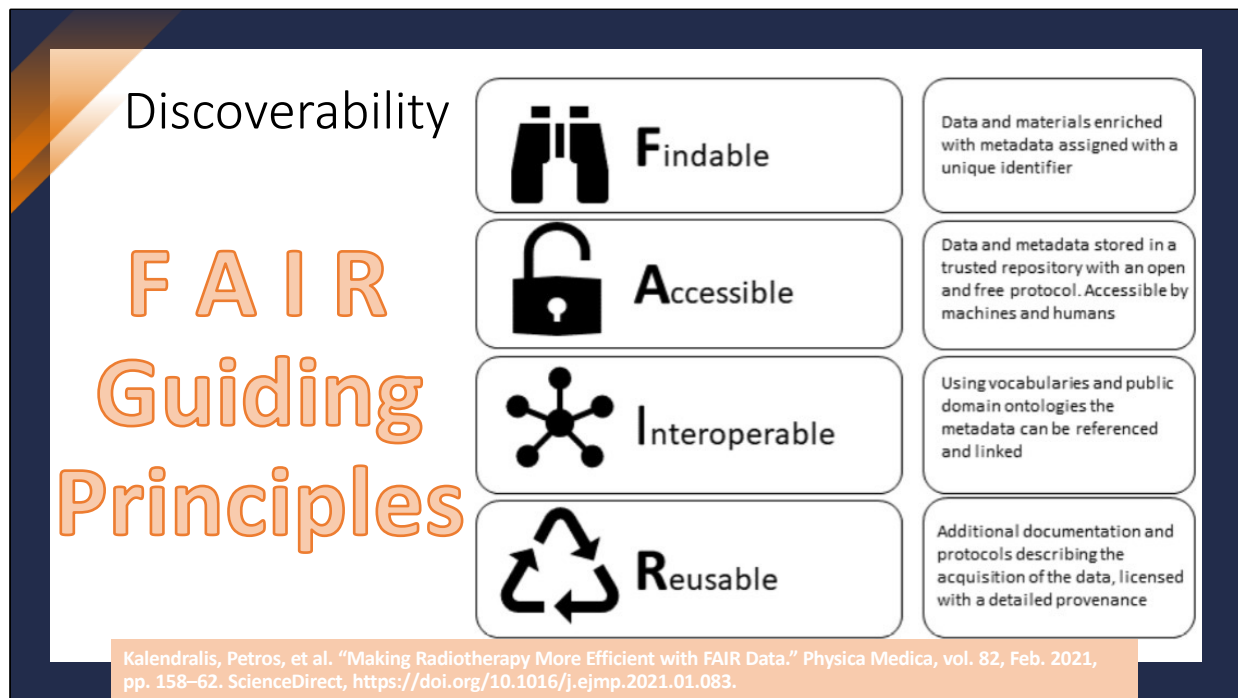 Discoverability
F A I R
Guiding
Principles
Findable
Data and materials enriched
with metadata assigned with a
unique identifier
Accessible
Data and metadata stored in a
trusted repository with an open
and free protocol. Accessible by
machines and humans
Interoperable
Using vocabularies and public
domain ontologies the
metadata can be referenced
and linked
Reusable
Additional documentation and
protocols describing the
acquisition of the data, licensed
with a detailed provenance
Kalendralis, Petros, et al. “Making Radiotherapy More Efficient with FAIR Data.” Physica Medica, vol. 82, Feb. 2021,
pp. 158–62. ScienceDirect, https://doi.org/10.1016/j.ejmp.2021.01.083.